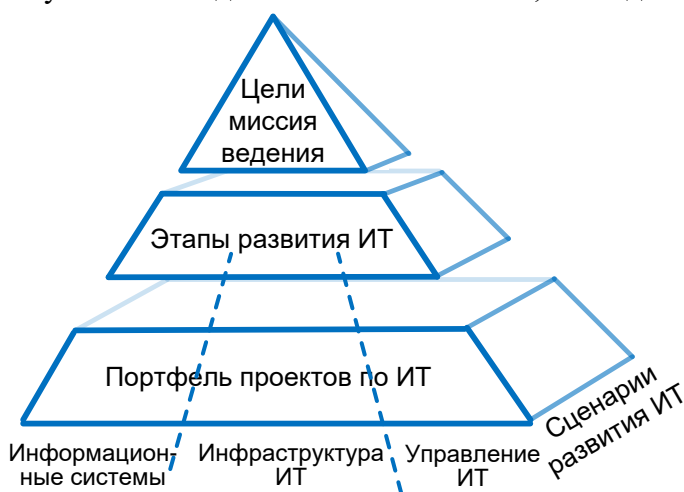 Цели
миссия
ведения
Этапы развития ИТ
Портфель проектов по ИТ
Сценарии
развития ИТ
Информацион-
ные системы
Инфраструктура
ИТ
Управление
ИТ